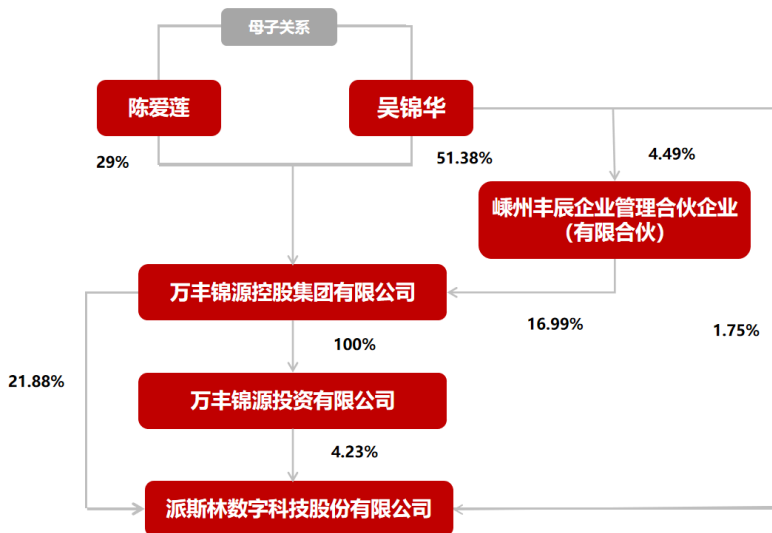 母子关系
陈爱莲
吴锦华
29%
51.38%
4.49%
嵊州丰辰企业管理合伙企业
（有限合伙）
万丰锦源控股集团有限公司
16.99%
1.75%
100%
21.88%
万丰锦源投资有限公司
4.23%
派斯林数字科技股份有限公司